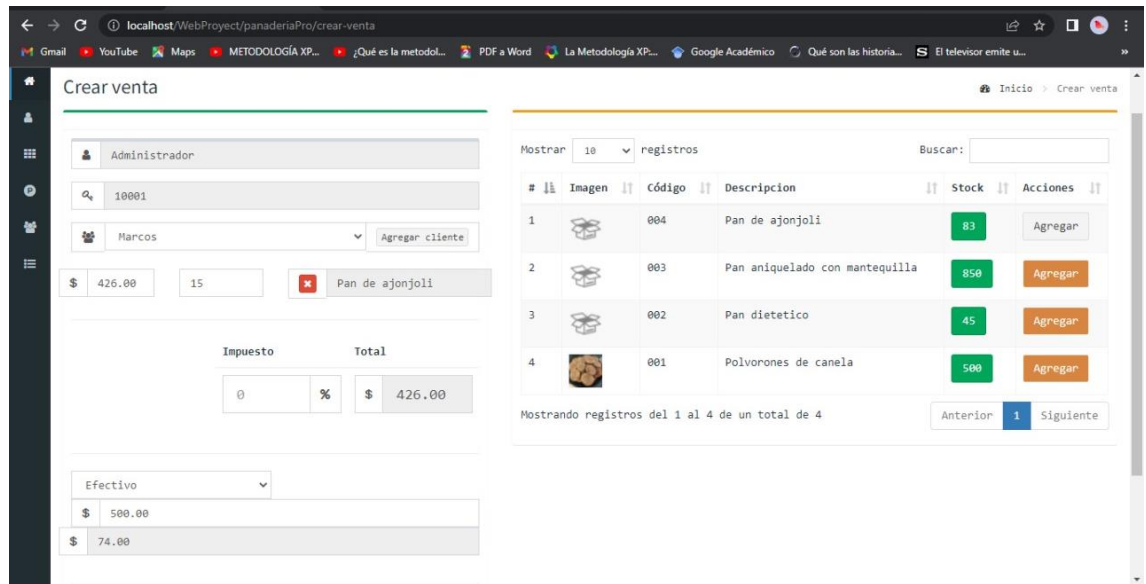 localhost/WebProyect/panaderiaPro/crear-venta
Gmail YouTube Maps METODOLOGÍA XP... ¿Qué es la metodol... PDF a Word La Metodología XP:... Google Académico Qué son las historia... El televisor emite u... »
Crear venta
Inicio > Crear venta
Administrador
10001
Marcos Agregar cliente
$ 426.00 15 Pan de ajonjoli
Impuesto Total
0 % $ 426.00
Efectivo
$ 500.00
$ 74.00
Mostrar 10 registros Buscar:
# Imagen Código Descripcion Stock Acciones
1 004 Pan de ajonjoli 83 Agregar
2 003 Pan aniquelado con mantequilla 850 Agregar
3 002 Pan dietetico 45 Agregar
4 001 Polvorones de canela 500 Agregar
Mostrando registros del 1 al 4 de un total de 4 Anterior 1 Siguiente